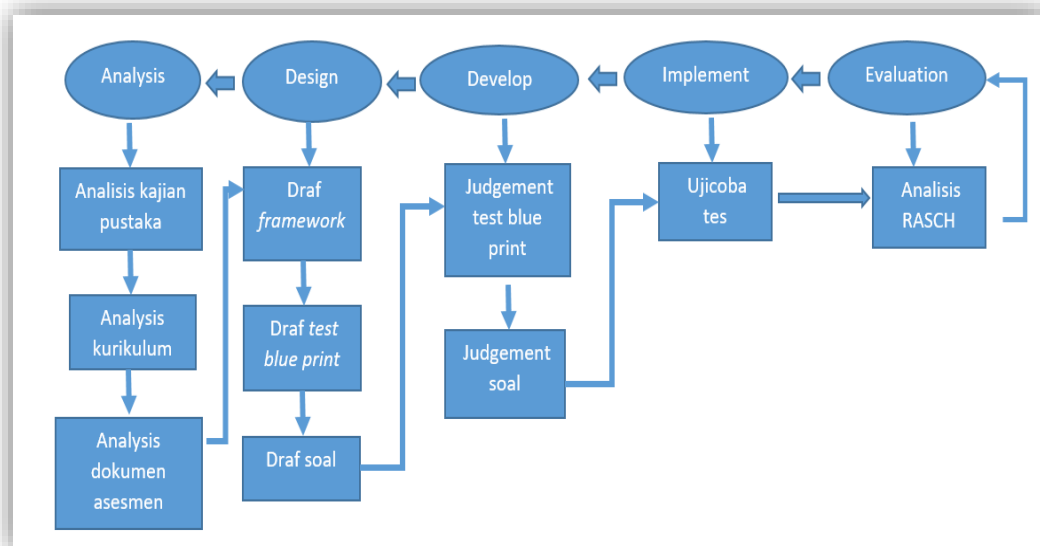 Analysis
Design
Develop
Implement
Evaluation
Analisis kajian
pustaka
Analysis
kurikulum
Analysis
dokumen
asesmen
Draf
framework
Draf test
blue print
Draf soal
Judgement
test blue
print
Judgement
soal
Ujicoba
tes
Analisis
RASCH